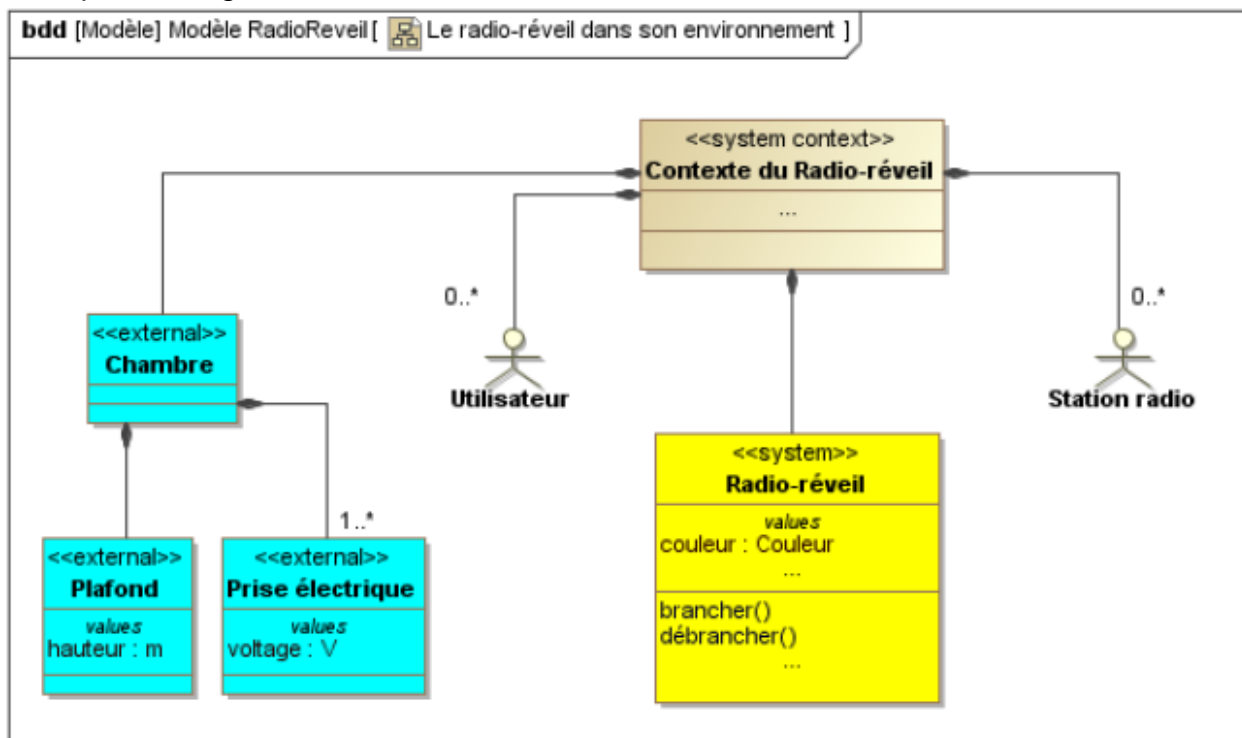 bdd [Modèle] Modèle RadioReveil [ Le radio-réveil dans son environnement ]
<<system context>>
Contexte du Radio-réveil
...
0..*
0..*
<<external>>
Chambre
Utilisateur
Station radio
<<system>>
Radio-réveil
values
couleur : Couleur
...
brancher()
débrancher()
...
1..*
<<external>>
Plafond
values
hauteur : m
<<external>>
Prise électrique
values
voltage : V